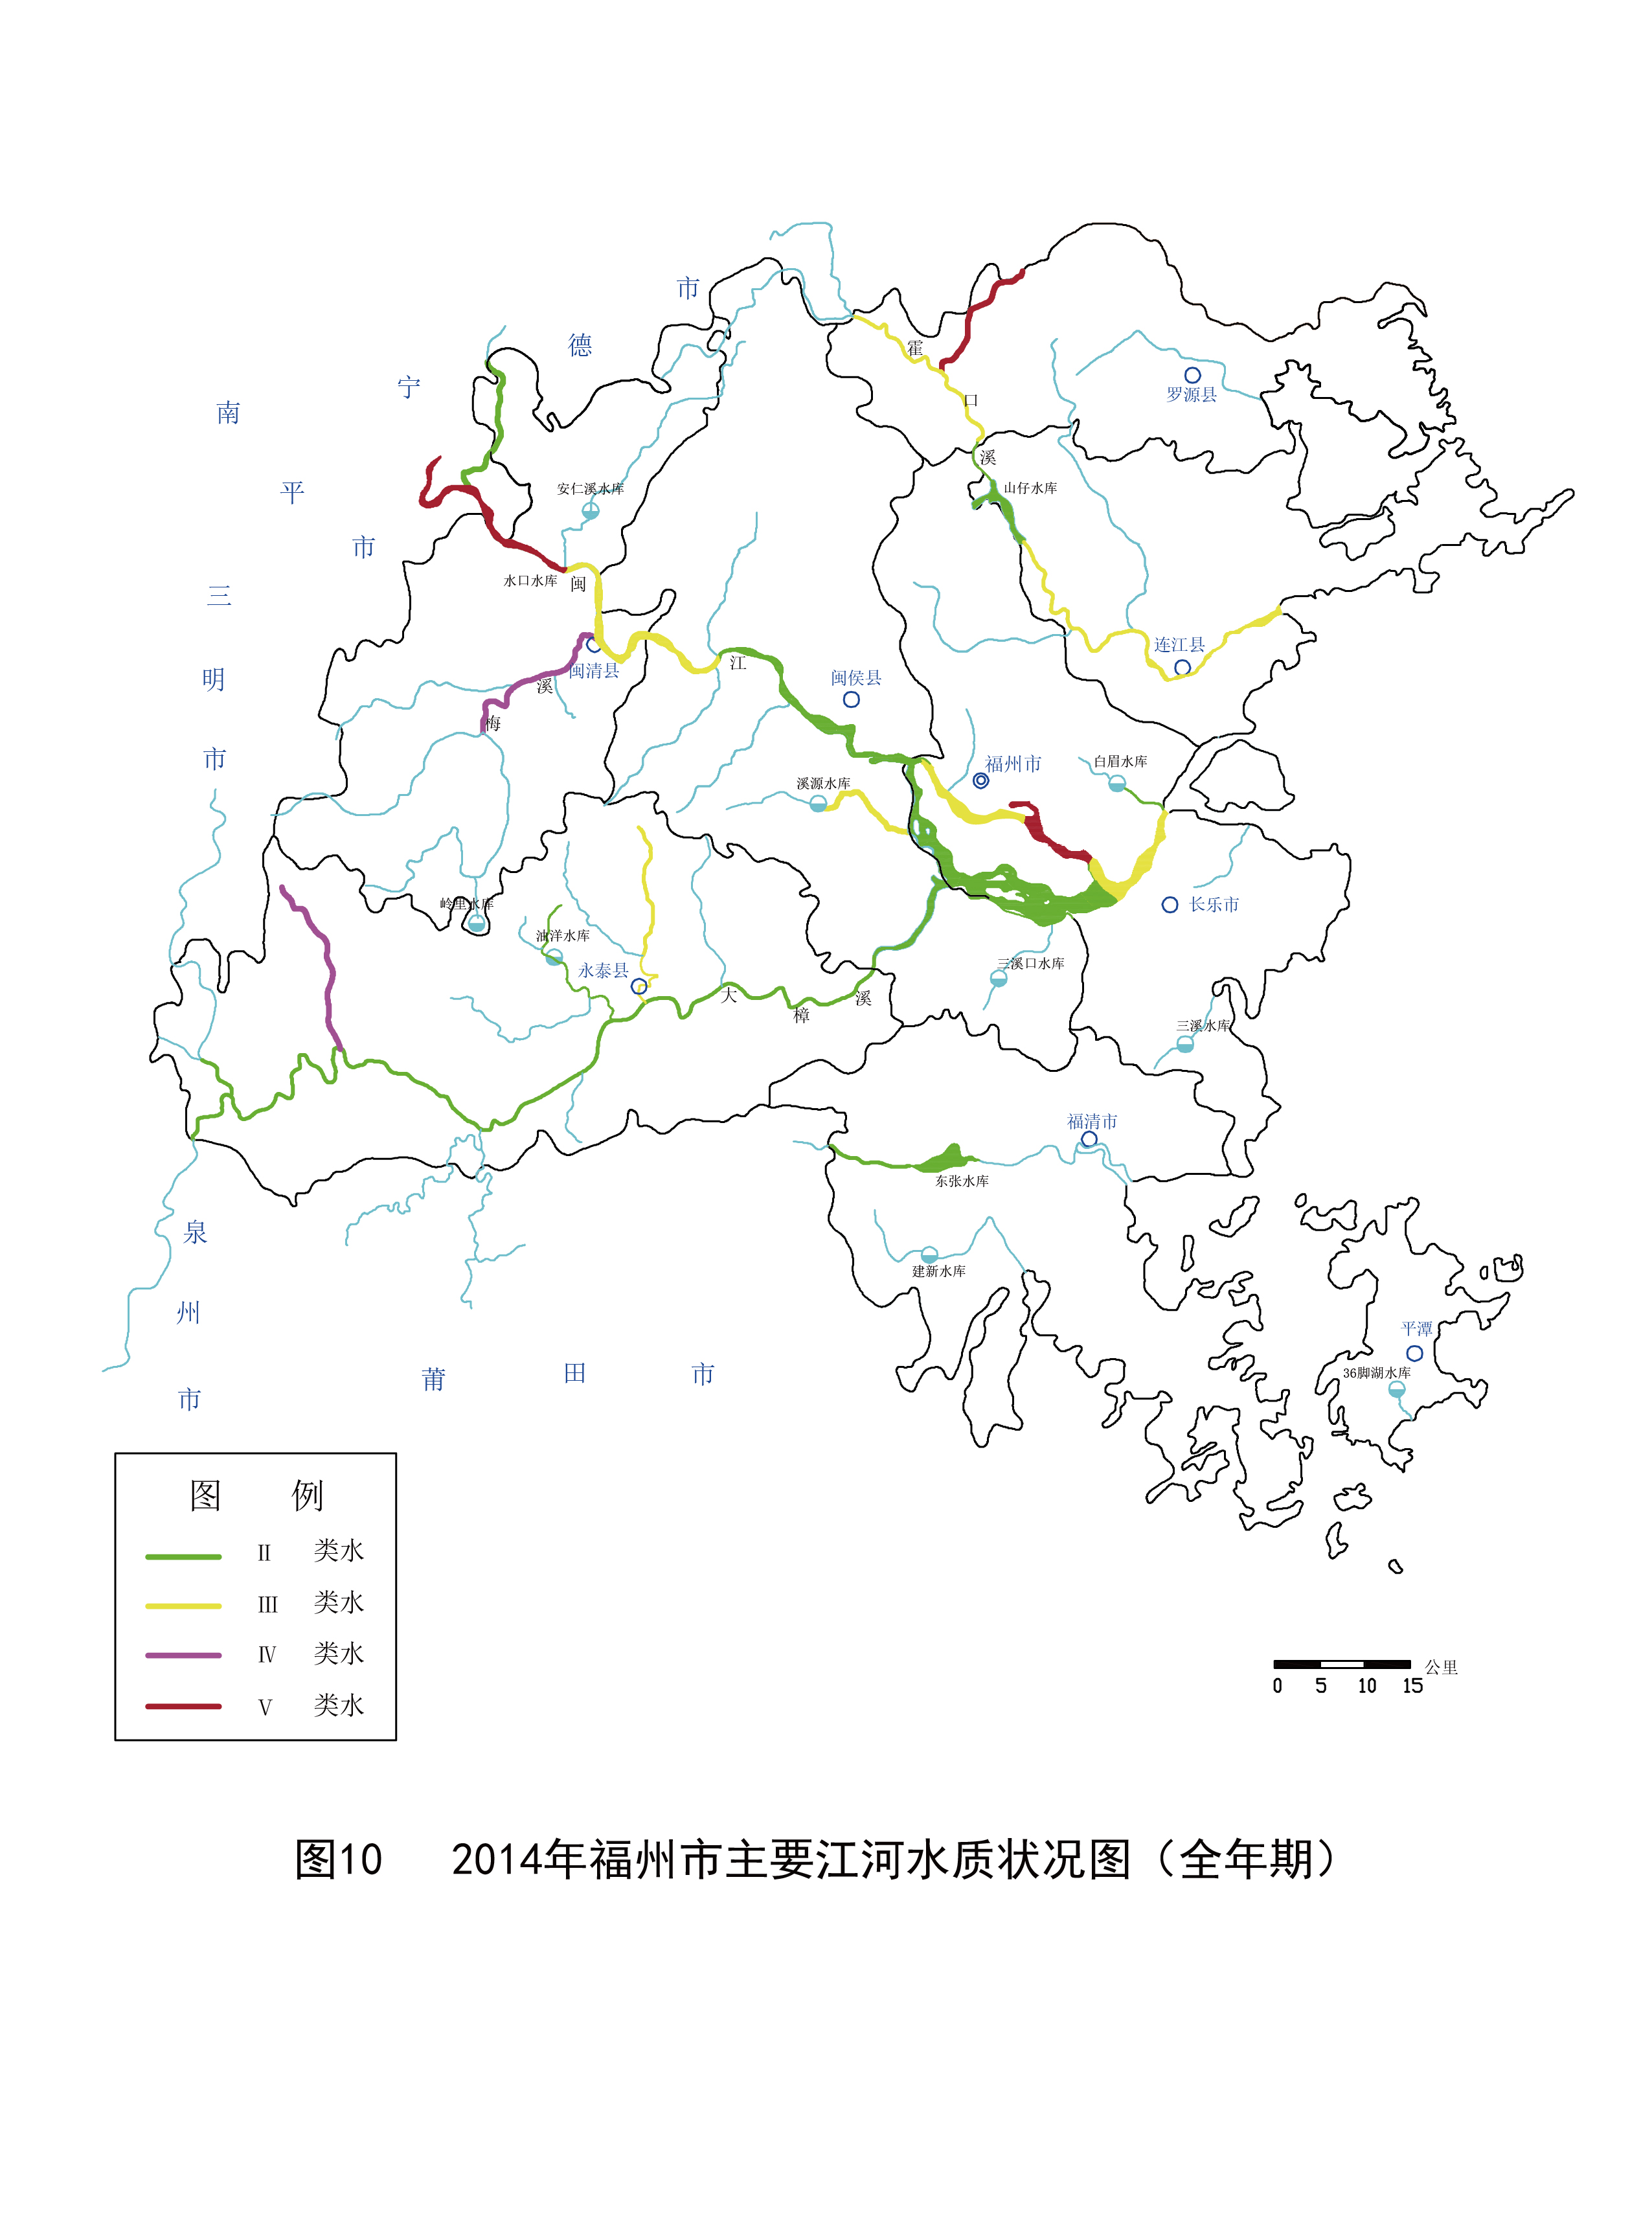 市
德
宁
南
平
市
三
明
市
霍
口
溪
罗源县
山仔水库
安仁溪水库
水口水库
闽
江
闽清县
溪
梅
连江县
闽侯县
福州市
白眉水库
溪源水库
长乐市
岭里水库
油洋水库
永泰县
大
樟
溪
三溪口水库
三溪水库
福清市
东张水库
建新水库
泉
州
市
莆
田
市
平潭
36脚湖水库
图 例
II 类水
III 类水
IV 类水
V 类水
公里
0 5 10 15
图10 2014年福州市主要江河水质状况图（全年期）